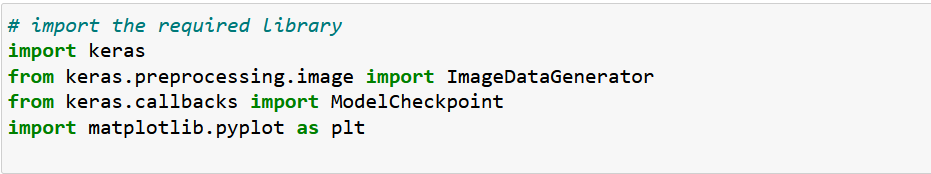 # import the required library
import keras
from keras.preprocessing.image import ImageDataGenerator
from keras.callbacks import ModelCheckpoint
import matplotlib.pyplot as plt